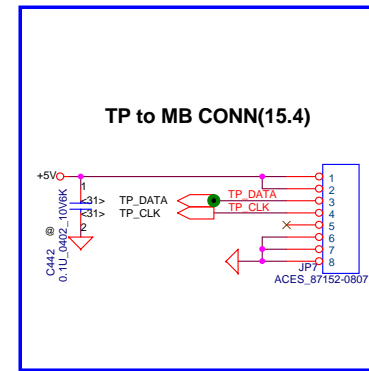 TP to MB CONN(15.4)
+5V
1
<31> TP_DATA
<31> TP_CLK
2
C442 @
0.1U_0402_10V6K
TP_DATA
TP_CLK
1
2
3
4
5
6
7
8
JP7
ACES_87152-0807